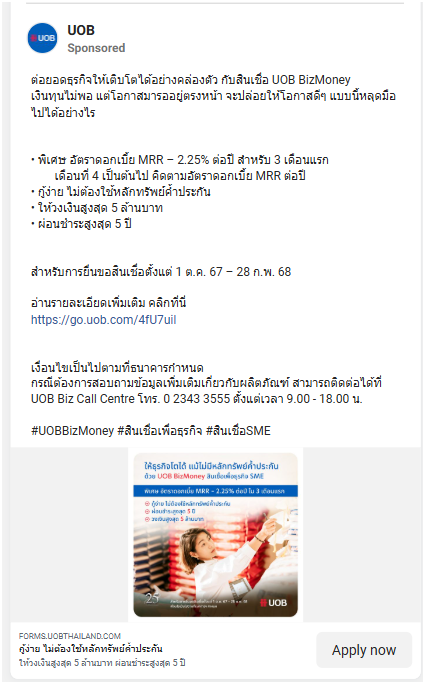 UOB
UOB
Sponsored
ต่อยอดธุรกิจให้เติบโตได้อย่างคล่องตัว กับสินเชื่อ UOB BizMoney
เงินทุนไม่พอ แต่โอกาสมารออยู่ตรงหน้า จะปล่อยให้โอกาสดีๆ แบบนี้หลุดมือ
ไปได้อย่างไร
• พิเศษ อัตราดอกเบี้ย MRR – 2.25% ต่อปี สำหรับ 3 เดือนแรก
เดือนที่ 4 เป็นต้นไป คิดตามอัตราดอกเบี้ย MRR ต่อปี
• กู้ง่าย ไม่ต้องใช้หลักทรัพย์ค้ำประกัน
• ให้วงเงินสูงสุด 5 ล้านบาท
• ผ่อนชำระสูงสุด 5 ปี
สำหรับการยื่นขอสินเชื่อตั้งแต่ 1 ต.ค. 67 – 28 ก.พ. 68
อ่านรายละเอียดเพิ่มเติม คลิกที่นี่
https://go.uob.com/4fU7uil
เงื่อนไขเป็นไปตามที่ธนาคารกำหนด
กรณีต้องการสอบถามข้อมูลเพิ่มเติมเกี่ยวกับผลิตภัณฑ์ สามารถติดต่อได้ที่
UOB Biz Call Centre โทร. 0 2343 3555 ตั้งแต่เวลา 9.00 - 18.00 น.
#UOBBizMoney #สินเชื่อเพื่อธุรกิจ #สินเชื่อSME
ให้ธุรกิจโตได้ แม้ไม่มีหลักทรัพย์ค้ำประกัน
ด้วย UOB BizMoney สินเชื่อเพื่อธุรกิจ SME
พิเศษ อัตราดอกเบี้ย MRR – 2.25% ต่อปี ใน 3 เดือนแรก
กู้ง่าย ไม่ต้องใช้หลักทรัพย์ค้ำประกัน
ผ่อนชำระสูงสุด 5 ปี
วงเงินสูงสุด 5 ล้านบาท
25
UOB
FORMS.UOBTHAILAND.COM
กู้ง่าย ไม่ต้องใช้หลักทรัพย์ค้ำประกัน
ให้วงเงินสูงสุด 5 ล้านบาท ผ่อนชำระสูงสุด 5 ปี
Apply now